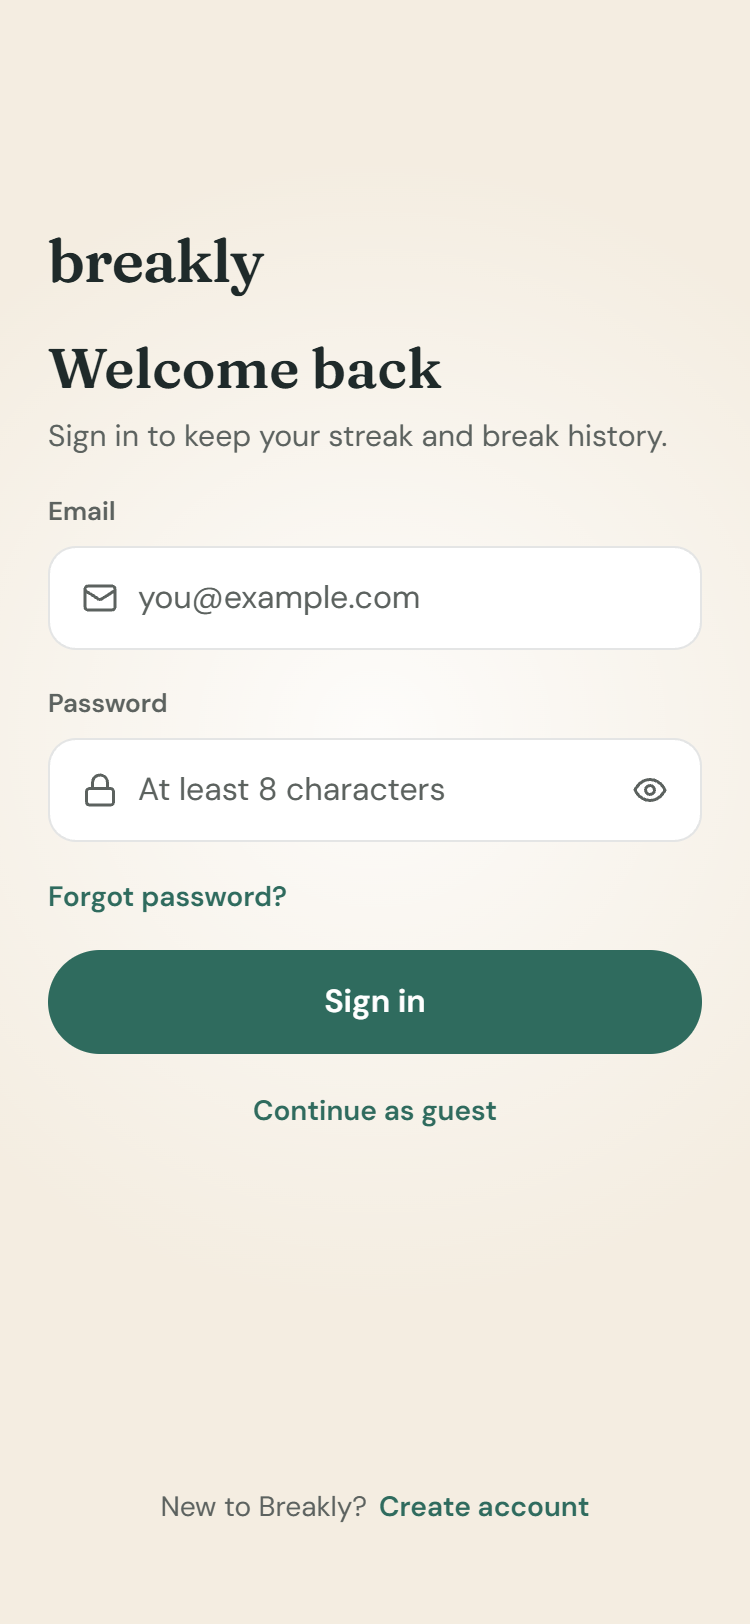 breakly
Welcome back
Sign in to keep your streak and break history.
Email
you@example.com
Password
At least 8 characters
Forgot password?
Sign in
Continue as guest
New to Breakly? Create account